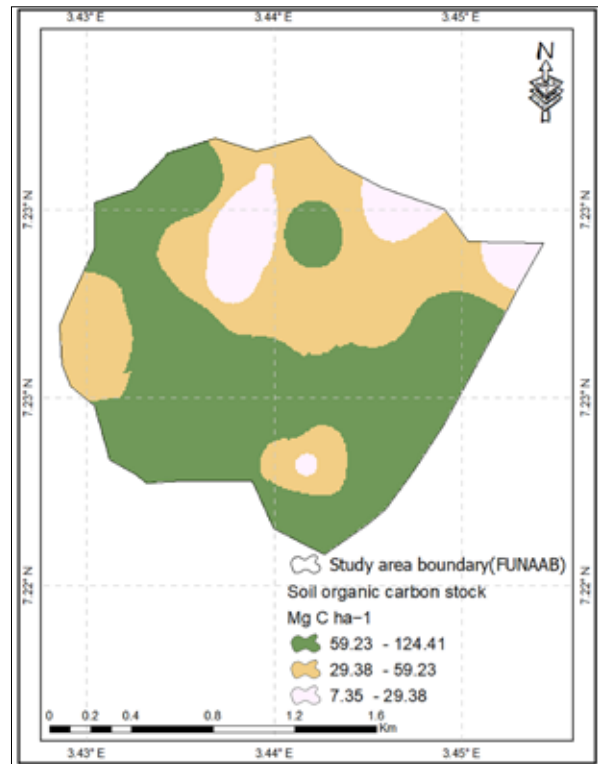 3.43° E 3.44° E 3.45° E
N
7.23° N 7.23° N
7.23° N 7.23° N
7.22° N 7.22° N
Study area boundary(FUNAAB)
Soil organic carbon stock
Mg C ha−1
59.23 - 124.41
29.38 - 59.23
7.35 - 29.38
0 0.2 0.4 0.8 1.2 1.6
Km
3.43° E 3.44° E 3.45° E